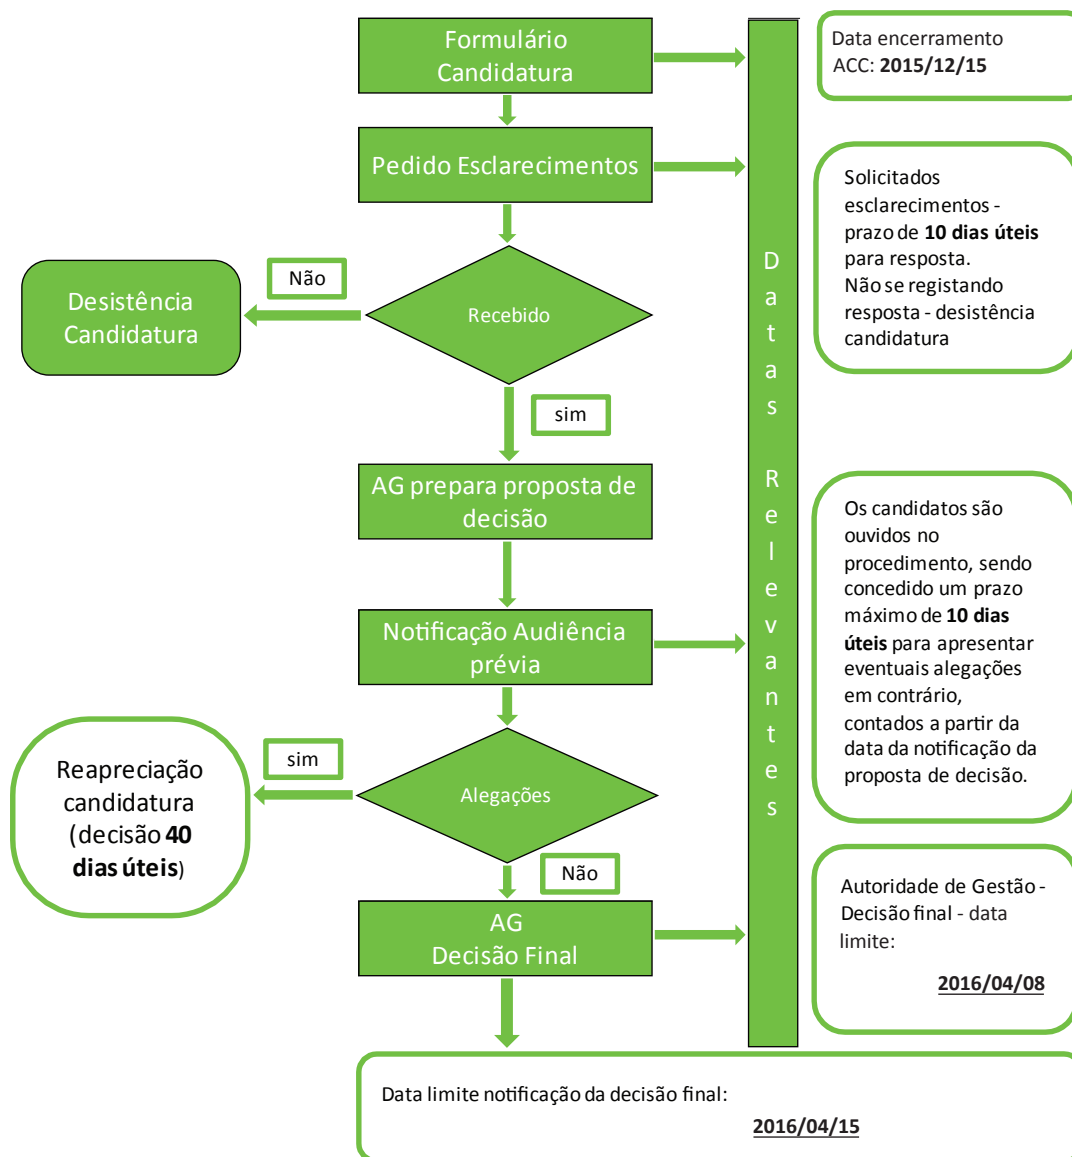 Formulário
Candidatura
Data encerramento
ACC: 2015/12/15
Pedido Esclarecimentos
Solicitados
esclarecimentos -
prazo de 10 dias úteis
para resposta.
Não se registando
resposta - desistência
candidatura
Não
Desistência
Candidatura
Recebido
sim
Datas Relevantes
AG prepara proposta de
decisão
Os candidatos são
ouvidos no
procedimento, sendo
concedido um prazo
máximo de 10 dias
úteis para apresentar
eventuais alegações
em contrário,
contados a partir da
data da notificação da
proposta de decisão.
Notificação Audiência
prévia
sim
Reapreciação
candidatura
(decisão 40
dias úteis)
Alegações
Não
AG
Decisão Final
Autoridade de Gestão -
Decisão final - data
limite:
2016/04/08
Data limite notificação da decisão final:
2016/04/15